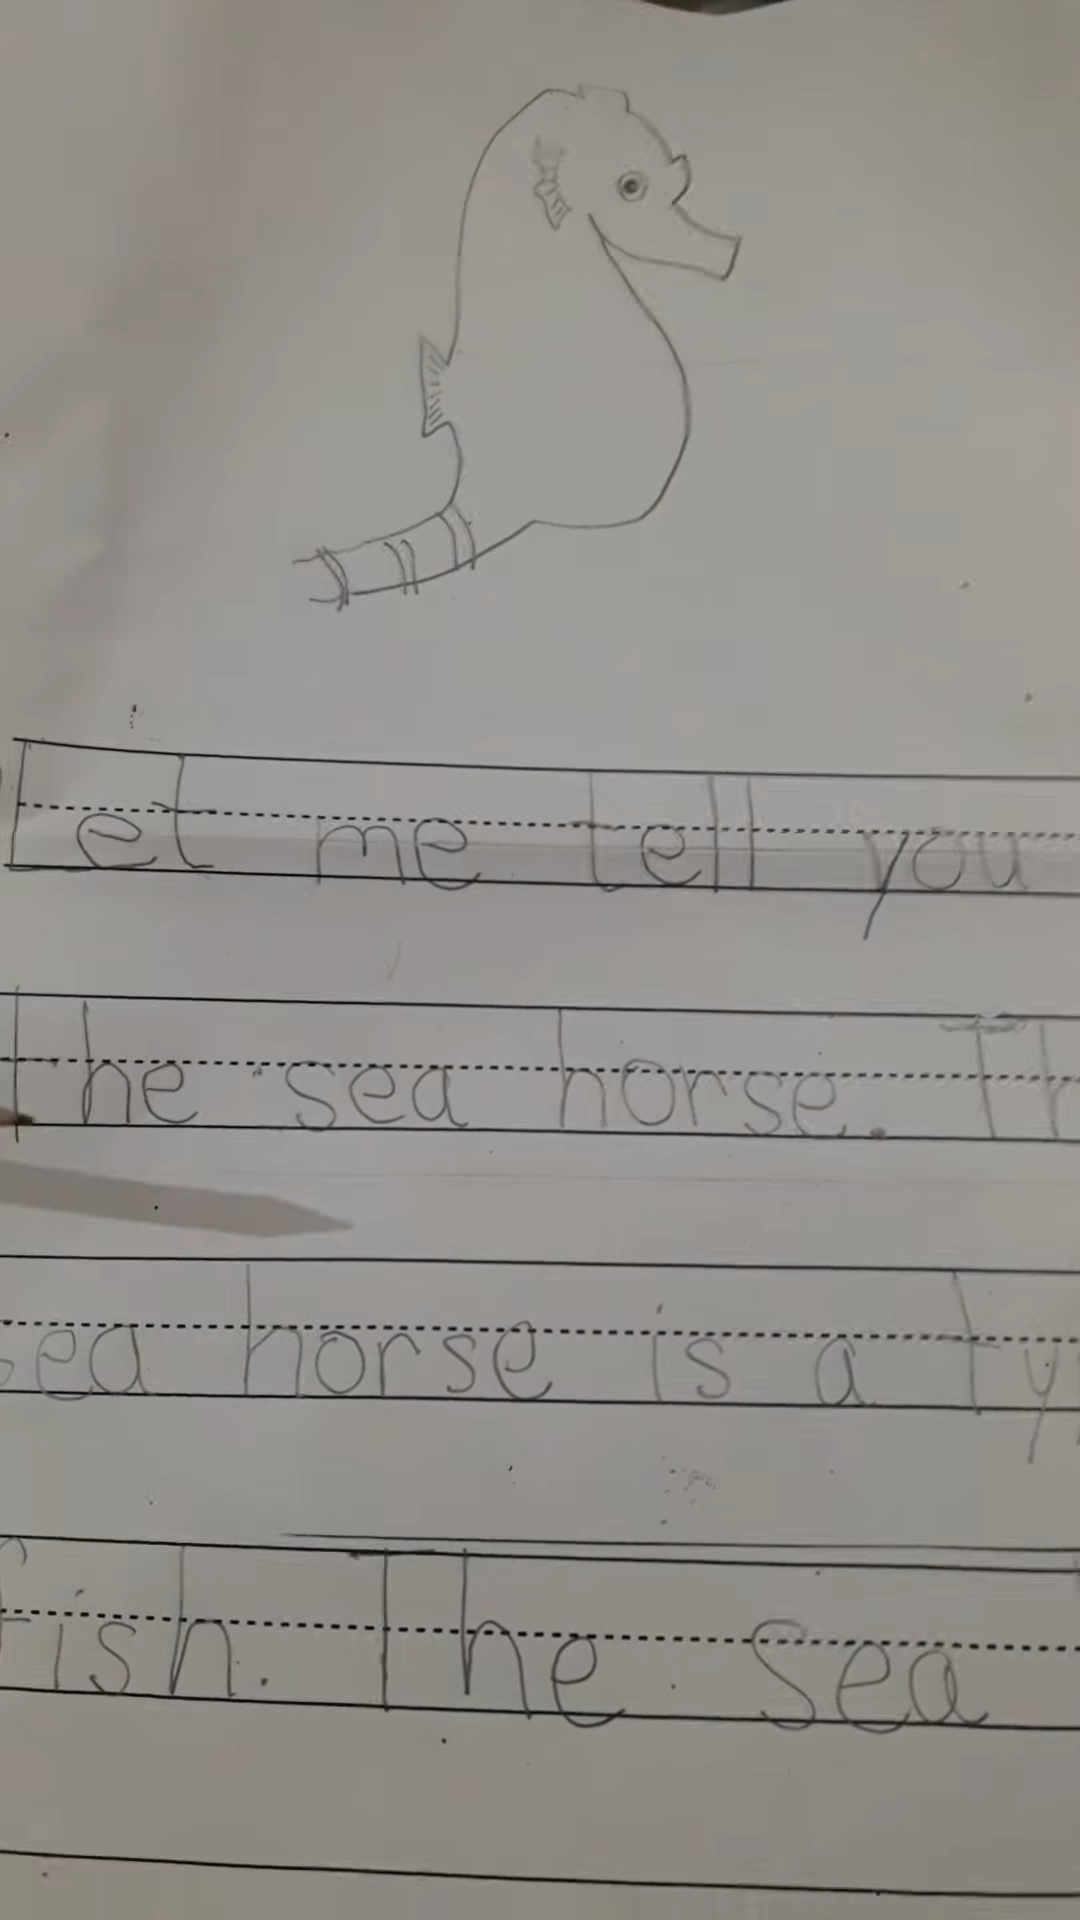 Let me tell you
the sea horse. Th
sea horse is a ty
fish. The sea